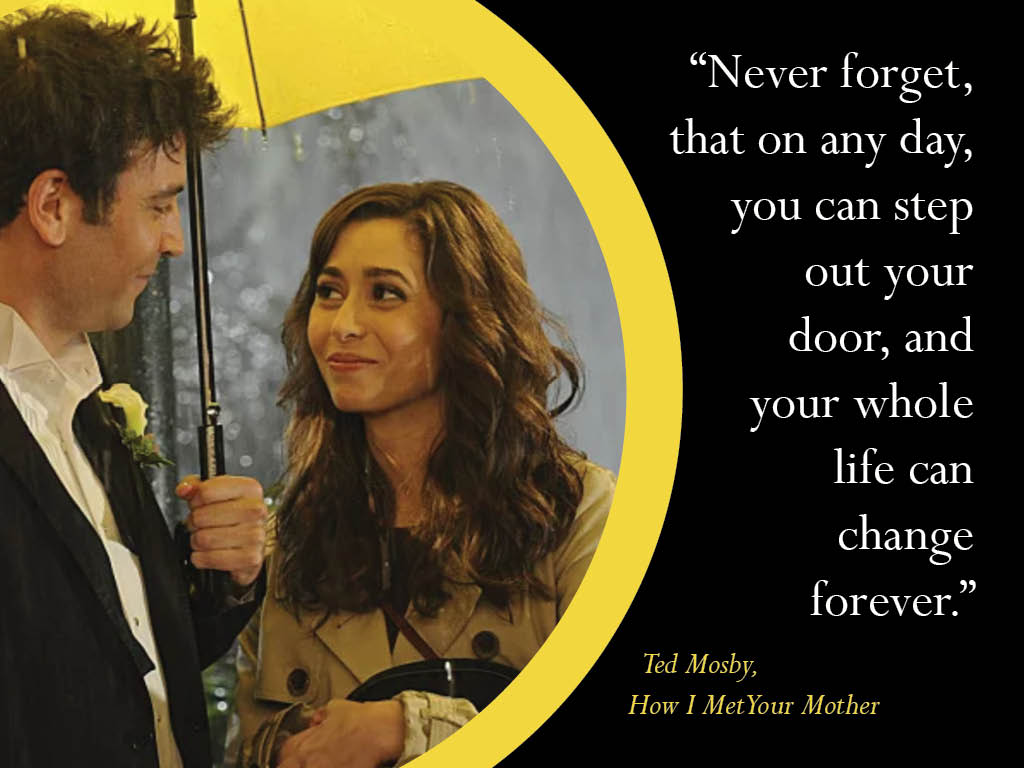 “Never forget,
that on any day,
you can step
out your
door, and
your whole
life can
change
forever.”
Ted Mosby,
How I MetYour Mother